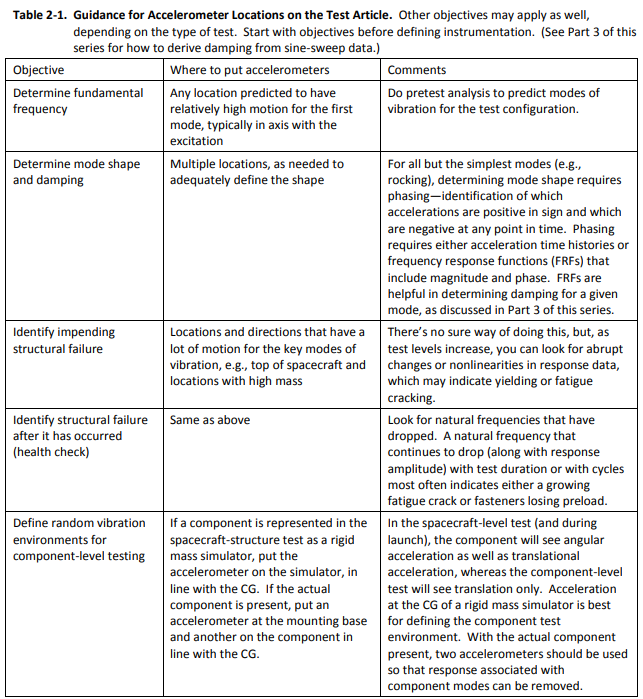 Table 2-1. Guidance for Accelerometer Locations on the Test Article. Other objectives may apply as well,
depending on the type of test. Start with objectives before defining instrumentation. (See Part 3 of this
series for how to derive damping from sine-sweep data.)
Objective
Where to put accelerometers
Comments
Determine fundamental
frequency
Any location predicted to have
relatively high motion for the first
mode, typically in axis with the
excitation
Do pretest analysis to predict modes of
vibration for the test configuration.
Determine mode shape
and damping
Multiple locations, as needed to
adequately define the shape
For all but the simplest modes (e.g.,
rocking), determining mode shape requires
phasing—identification of which
accelerations are positive in sign and which
are negative at any point in time. Phasing
requires either acceleration time histories or
frequency response functions (FRFs) that
include magnitude and phase. FRFs are
helpful in determining damping for a given
mode, as discussed in Part 3 of this series.
Identify impending
structural failure
Locations and directions that have a
lot of motion for the key modes of
vibration, e.g., top of spacecraft and
locations with high mass
There's no sure way of doing this, but, as
test levels increase, you can look for abrupt
changes or nonlinearities in response data,
which may indicate yielding or fatigue
cracking.
Identify structural failure
after it has occurred
(health check)
Same as above
Look for natural frequencies that have
dropped. A natural frequency that
continues to drop (along with response
amplitude) with test duration or with cycles
most often indicates either a growing
fatigue crack or fasteners losing preload.
Define random vibration
environments for
component-level testing
If a component is represented in the
spacecraft-structure test as a rigid
mass simulator, put the
accelerometer on the simulator, in
line with the CG. If the actual
component is present, put an
accelerometer at the mounting base
and another on the component in
line with the CG.
In the spacecraft-level test (and during
launch), the component will see angular
acceleration as well as translational
acceleration, whereas the component-level
test will see translation only. Acceleration
at the CG of a rigid mass simulator is best
for defining the component test
environment. With the actual component
present, two accelerometers should be used
so that response associated with
component modes can be removed.